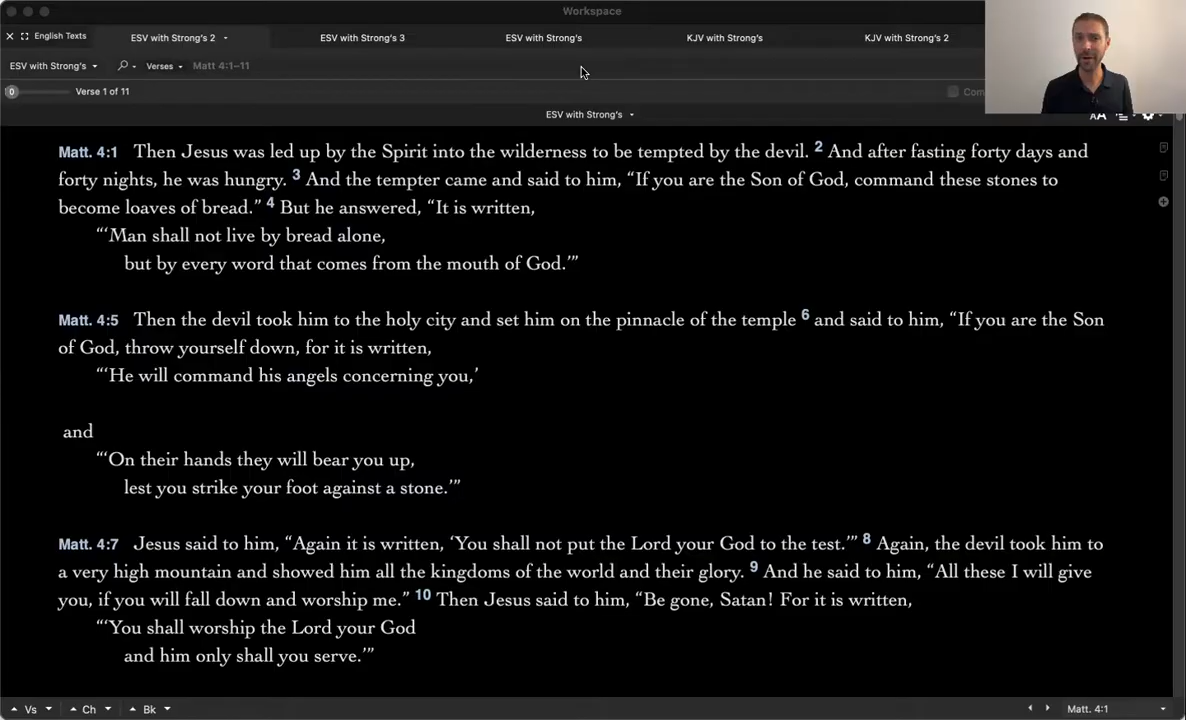 Workspace
English Texts
ESV with Strong's 2
ESV with Strong's 3
ESV with Strong's
KJV with Strong's
KJV with Strong's 2
ESV with Strong's
Verses
Matt 4:1–11
0
Verse 1 of 11
Com
ESV with Strong's
AA
Matt. 4:1 Then Jesus was led up by the Spirit into the wilderness to be tempted by the devil. 2 And after fasting forty days and
forty nights, he was hungry. 3 And the tempter came and said to him, “If you are the Son of God, command these stones to
become loaves of bread.” 4 But he answered, “It is written,
“‘Man shall not live by bread alone,
but by every word that comes from the mouth of God.’”
Matt. 4:5 Then the devil took him to the holy city and set him on the pinnacle of the temple 6 and said to him, “If you are the Son
of God, throw yourself down, for it is written,
“‘He will command his angels concerning you,’
and
“‘On their hands they will bear you up,
lest you strike your foot against a stone.’”
Matt. 4:7 Jesus said to him, “Again it is written, ‘You shall not put the Lord your God to the test.’” 8 Again, the devil took him to
a very high mountain and showed him all the kingdoms of the world and their glory. 9 And he said to him, “All these I will give
you, if you will fall down and worship me.” 10 Then Jesus said to him, “Be gone, Satan! For it is written,
“‘You shall worship the Lord your God
and him only shall you serve.’”
Vs
Ch
Bk
Matt. 4:1